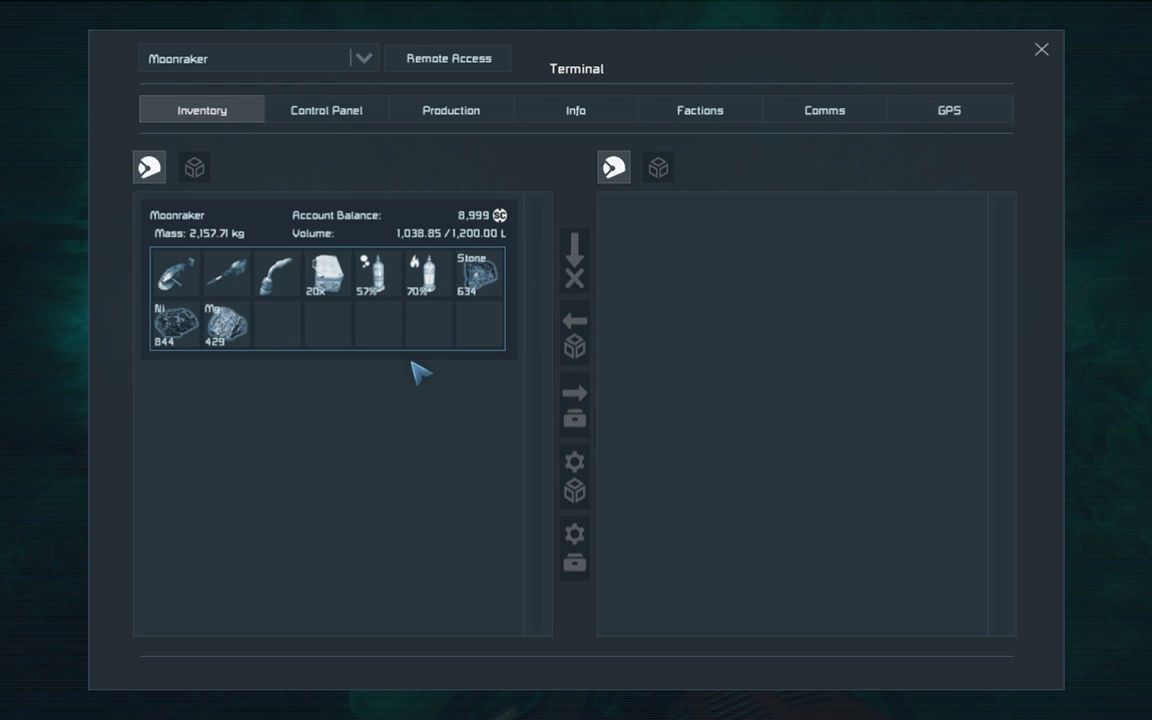 Moonraker
Remote Access
Terminal
Inventory
Control Panel
Production
Info
Factions
Comms
GPS
Moonraker
Account Balance:
8,999 SC
Mass: 2,157.71 kg
Volume:
1,038.85 / 1,200.00 L
20x
57%
70%
Stone
634
Ni
844
Mg
429